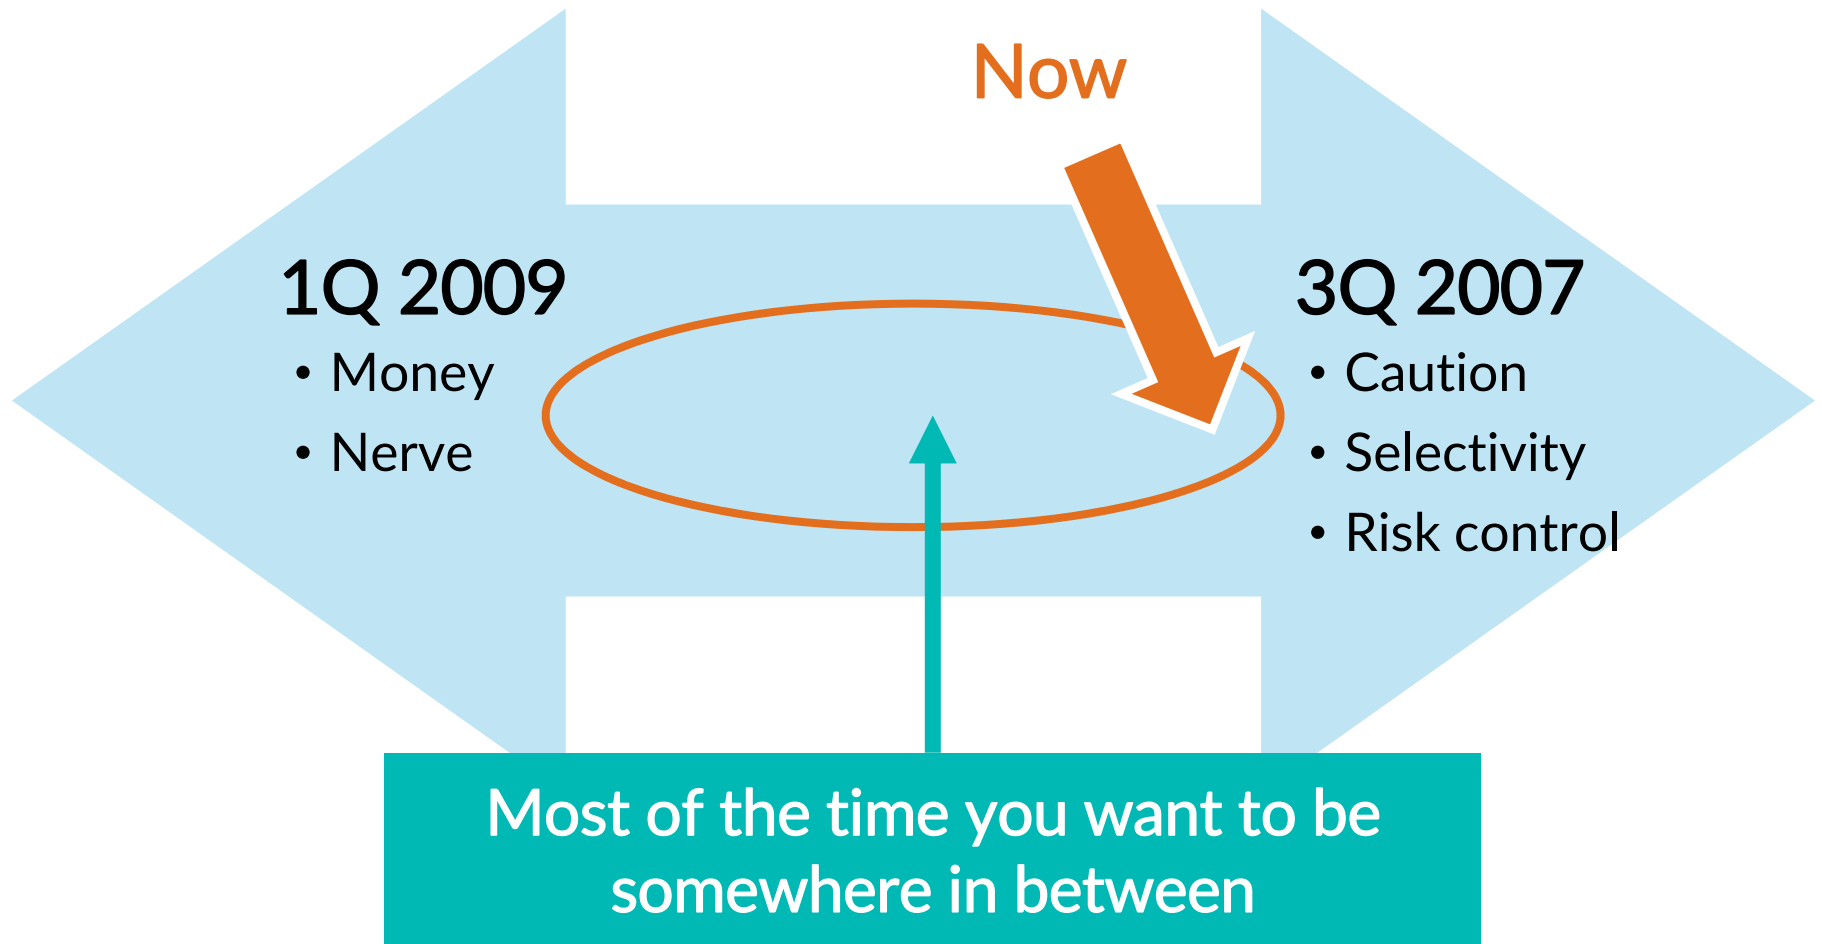 Now
1Q 2009
• Money
• Nerve
3Q 2007
• Caution
• Selectivity
• Risk control
Most of the time you want to be
somewhere in between